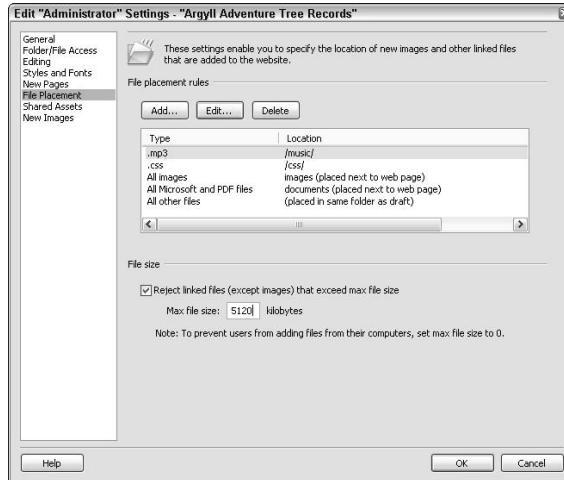 Edit "Administrator" Settings - "Argyll Adventure Tree Records"
General
Folder/File Access
Editing
Styles and Fonts
New Pages
File Placement
Shared Assets
New Images
These settings enable you to specify the location of new images and other linked files
that are added to the website.
File placement rules
Add... Edit... Delete
Type Location
.mp3 /music/
.css /css/
All images images (placed next to web page)
All Microsoft and PDF files documents (placed next to web page)
All other files (placed in same folder as draft)
File size
Reject linked files (except images) that exceed max file size
Max file size: 5120 kilobytes
Note: To prevent users from adding files from their computers, set max file size to 0.
Help OK Cancel